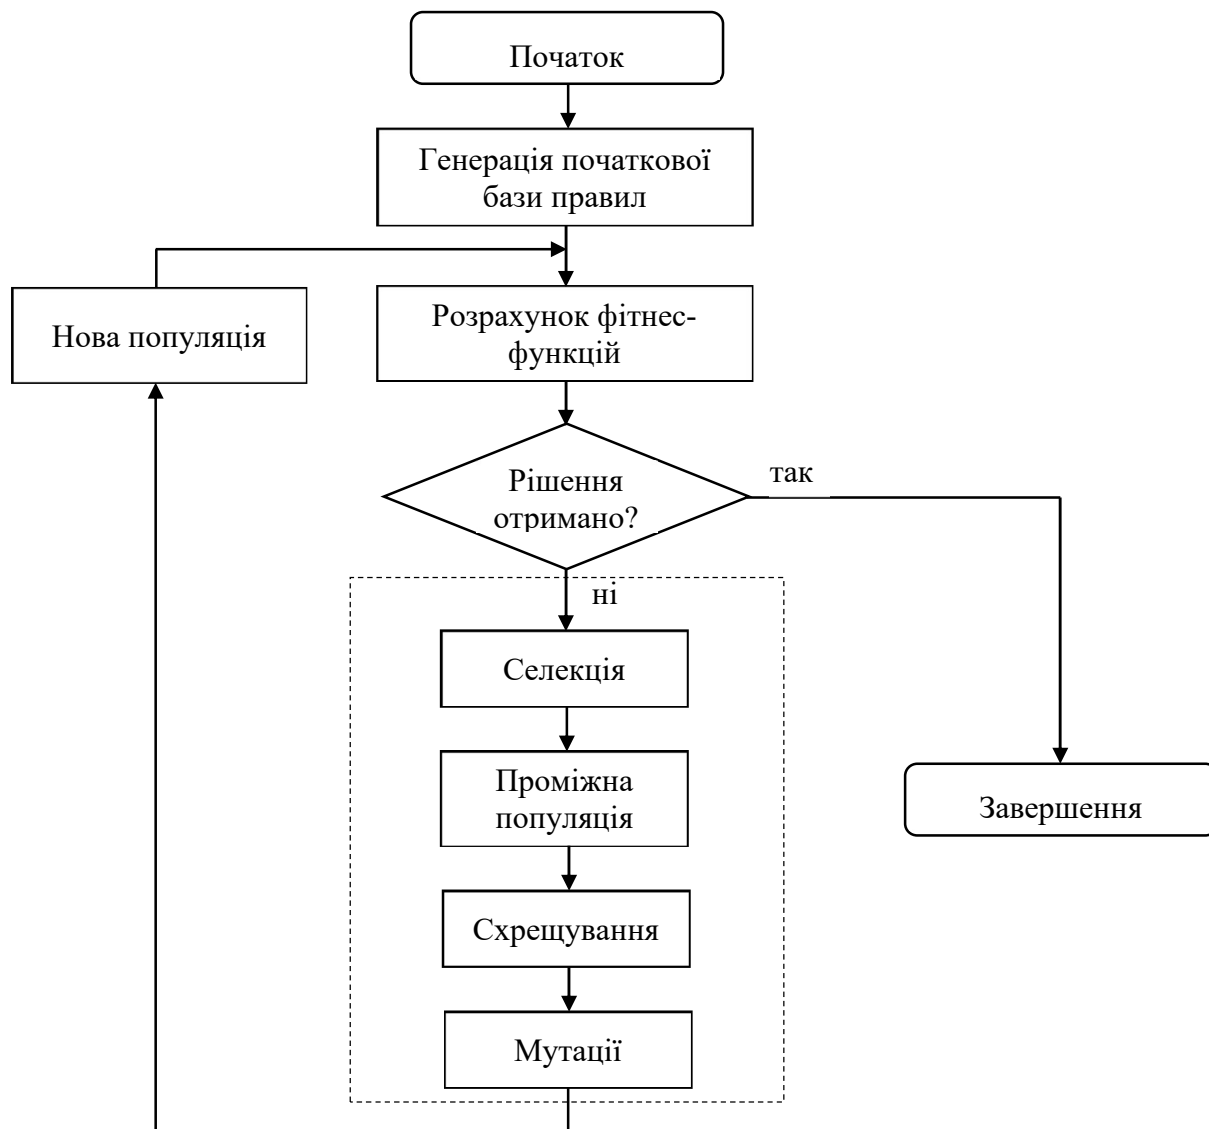 Початок
Генерація початкової
бази правил
Нова популяція
Розрахунок фітнес-
функцій
Рішення
отримано?
так
ні
Селекція
Проміжна
популяція
Завершення
Схрещування
Мутації